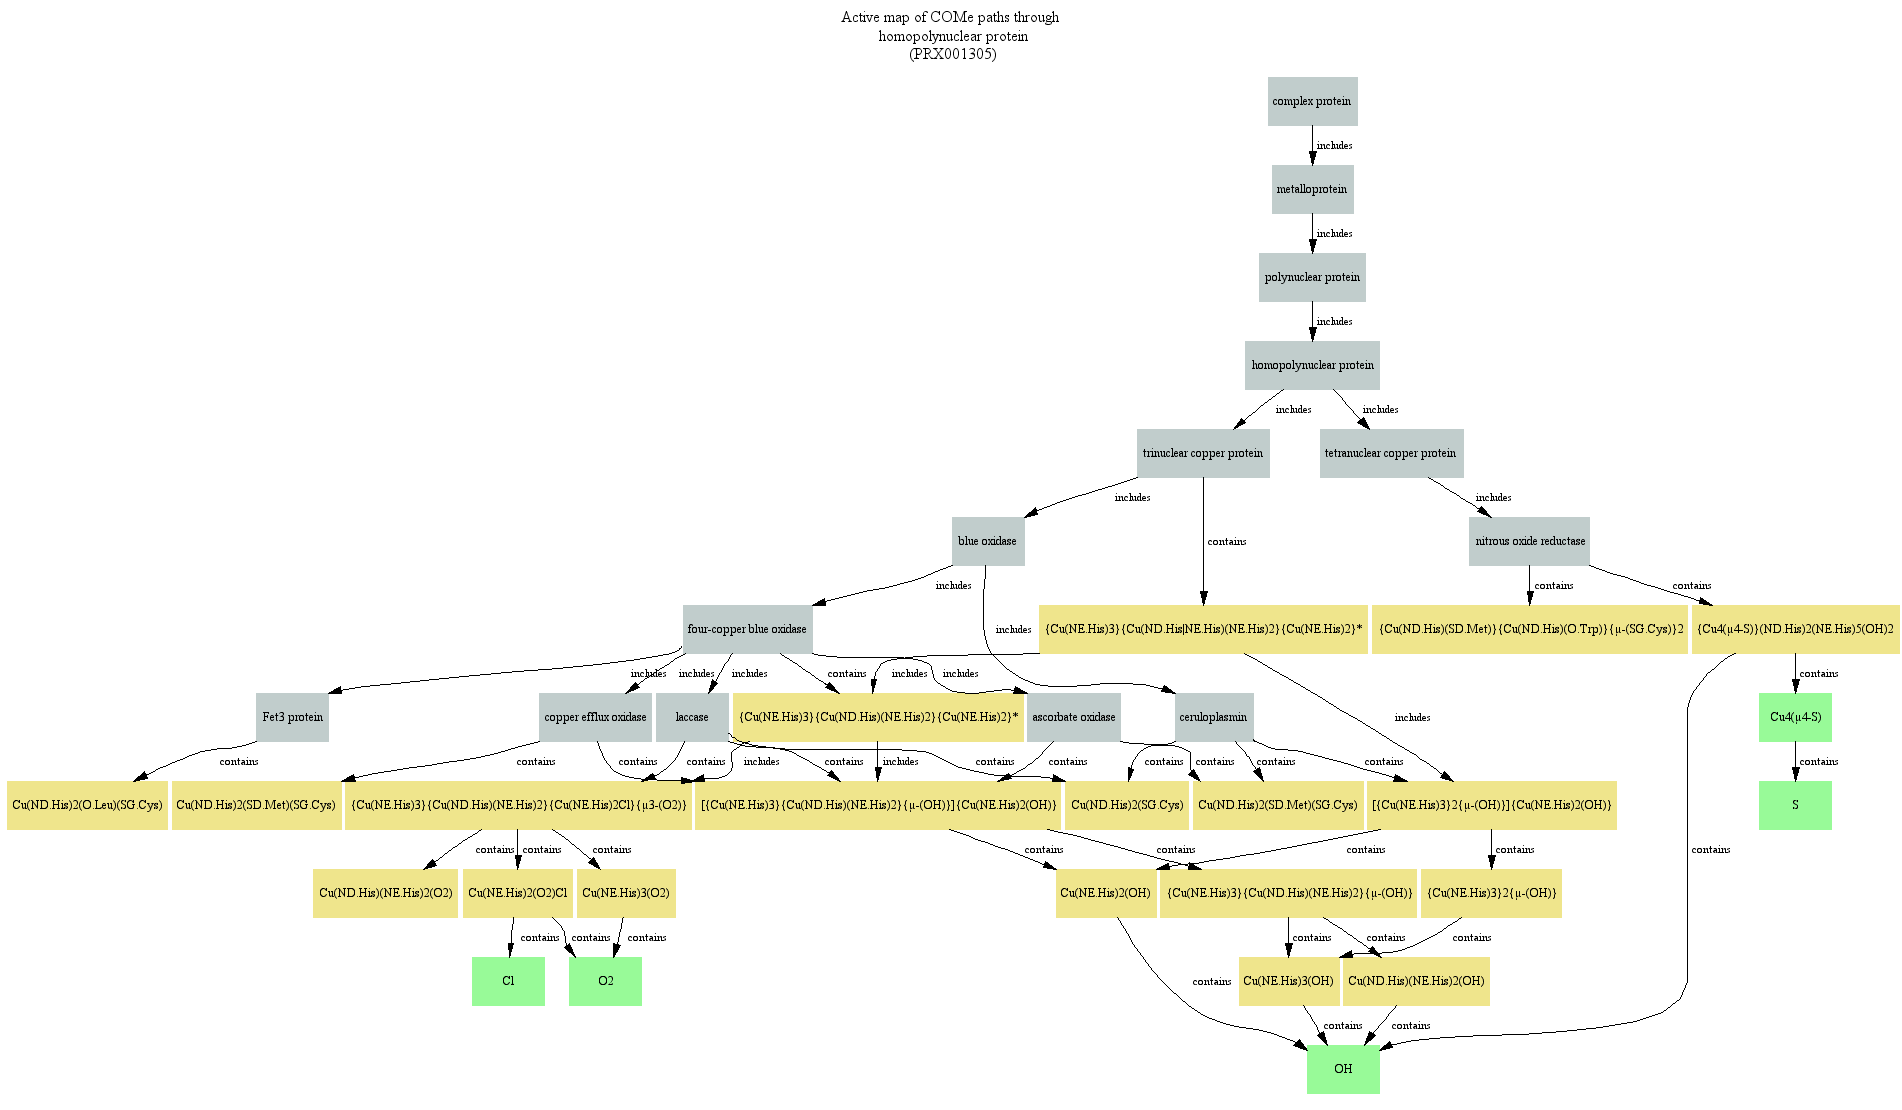 Active map of COMe paths through
homopolynuclear protein
(PRX001305)
complex protein
includes
metalloprotein
includes
polynuclear protein
includes
homopolynuclear protein
includes includes
trinuclear copper protein tetranuclear copper protein
includes includes
blue oxidase contains nitrous oxide reductase
includes contains contains
four-copper blue oxidase includes {Cu(NE.His)3}{Cu(ND.His|NE.His)(NE.His)2}{Cu(NE.His)2}* {Cu(ND.His)(SD.Met)}{Cu(ND.His)(O.Trp)}{μ-(SG.Cys)}2 {Cu4(μ4-S)}(ND.His)2(NE.His)5(OH)2
includes includes includes contains includes includes contains
Fet3 protein copper efflux oxidase laccase {Cu(NE.His)3}{Cu(ND.His)(NE.His)2}{Cu(NE.His)2}* ascorbate oxidase ceruloplasmin includes Cu4(μ4-S)
contains contains contains contains includes contains includes contains contains contains contains contains contains contains
Cu(ND.His)2(O.Leu)(SG.Cys) Cu(ND.His)2(SD.Met)(SG.Cys) {Cu(NE.His)3}{Cu(ND.His)(NE.His)2}{Cu(NE.His)2Cl}{μ3-(O2)} [{Cu(NE.His)3}{Cu(ND.His)(NE.His)2}{μ-(OH)}]{Cu(NE.His)2(OH)} Cu(ND.His)2(SG.Cys) Cu(ND.His)2(SD.Met)(SG.Cys) [{Cu(NE.His)3}2{μ-(OH)}]{Cu(NE.His)2(OH)} S
contains contains contains contains contains contains contains contains
Cu(ND.His)(NE.His)2(O2) Cu(NE.His)2(O2)Cl Cu(NE.His)3(O2) Cu(NE.His)2(OH) {Cu(NE.His)3}{Cu(ND.His)(NE.His)2}{μ-(OH)} {Cu(NE.His)3}2{μ-(OH)}
contains contains contains contains contains contains
Cl O2 contains Cu(NE.His)3(OH) Cu(ND.His)(NE.His)2(OH)
contains contains
OH